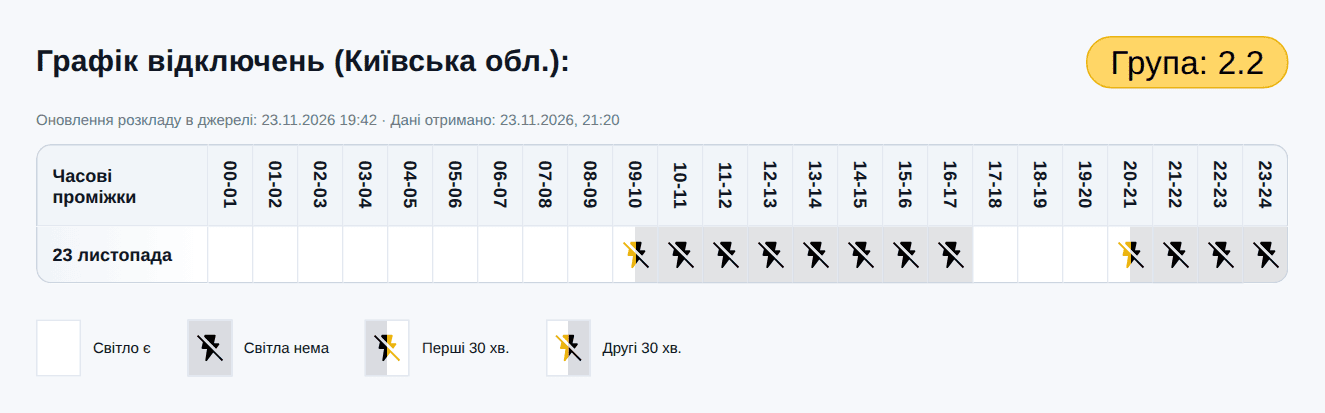 Графік відключень (Київська обл.):
Група: 2.2
Оновлення розкладу в джерелі: 23.11.2026 19:42 · Дані отримано: 23.11.2026, 21:20
Часові
проміжки
00-01
01-02
02-03
03-04
04-05
05-06
06-07
07-08
08-09
09-10
10-11
11-12
12-13
13-14
14-15
15-16
16-17
17-18
18-19
19-20
20-21
21-22
22-23
23-24
23 листопада
Світло є
Світла нема
Перші 30 хв.
Другі 30 хв.